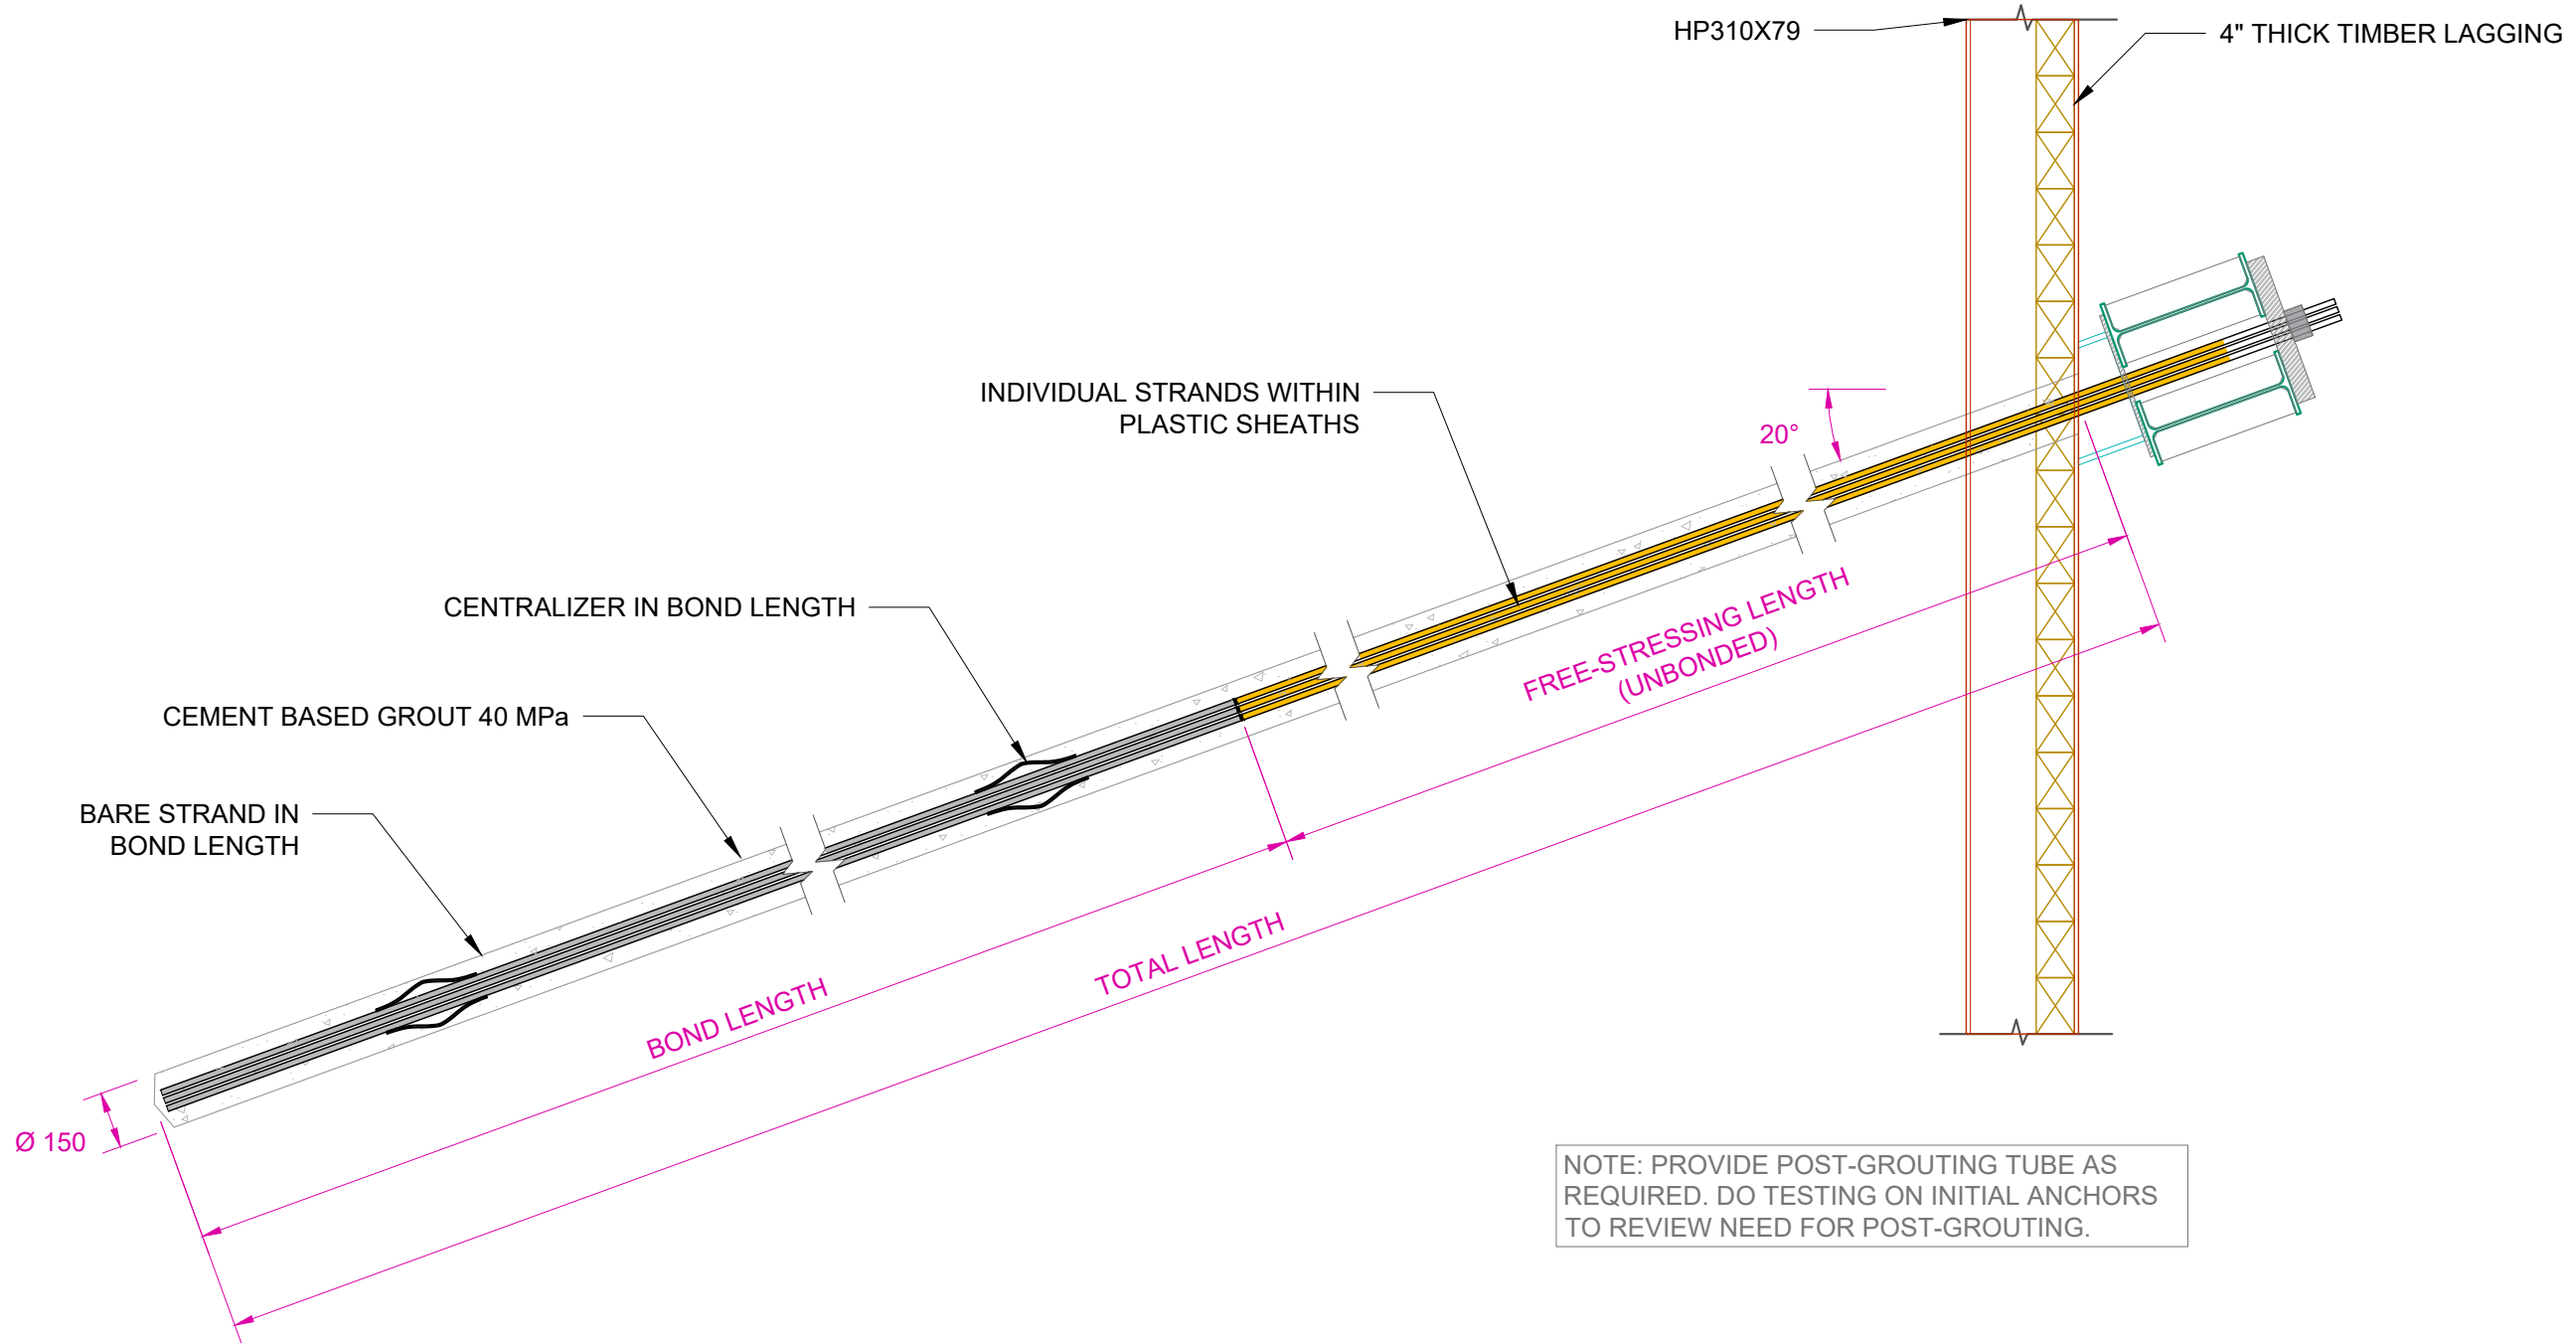 HP310X79
4" THICK TIMBER LAGGING
INDIVIDUAL STRANDS WITHIN
PLASTIC SHEATHS
20°
CENTRALIZER IN BOND LENGTH
FREE-STRESSING LENGTH
(UNBONDED)
CEMENT BASED GROUT 40 MPa
BARE STRAND IN
BOND LENGTH
TOTAL LENGTH
BOND LENGTH
Ø 150
NOTE: PROVIDE POST-GROUTING TUBE AS
REQUIRED. DO TESTING ON INITIAL ANCHORS
TO REVIEW NEED FOR POST-GROUTING.